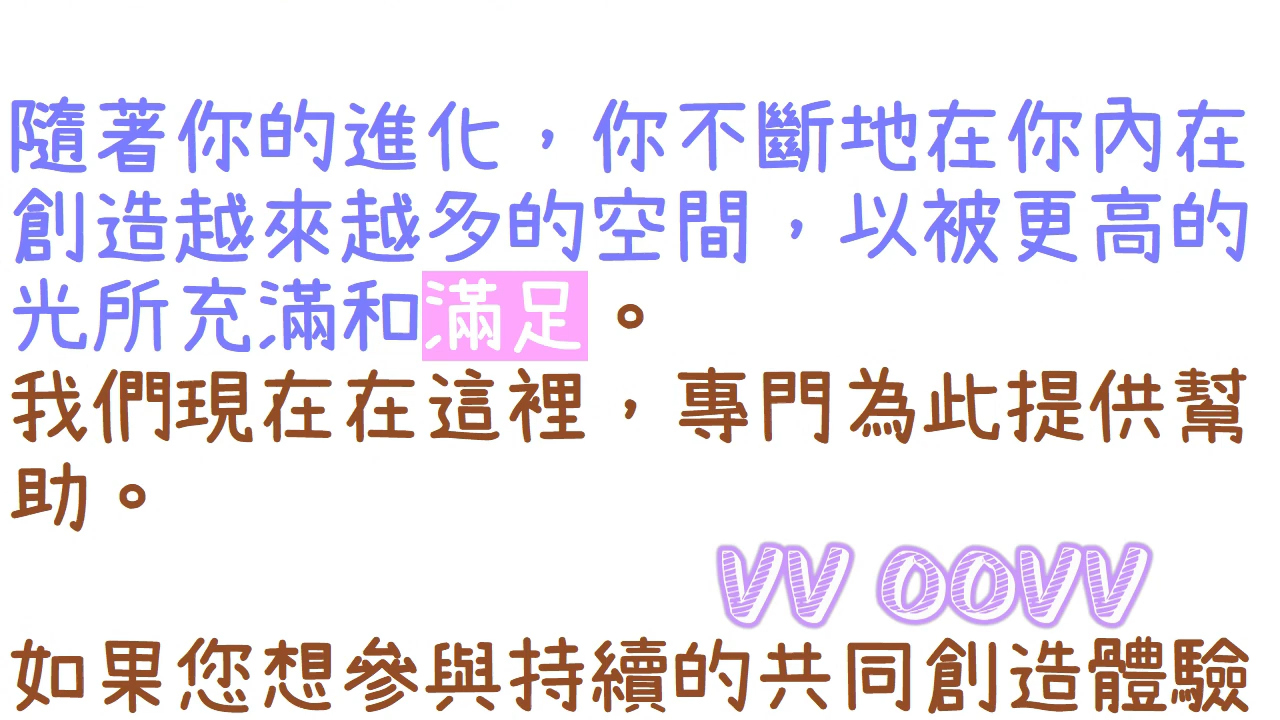 隨著你的進化，你不斷地在你內在
創造越來越多的空間，以被更高的
光所充滿和滿足。
我們現在在這裡，專門為此提供幫
助。
VV OOVV
如果您想參與持續的共同創造體驗